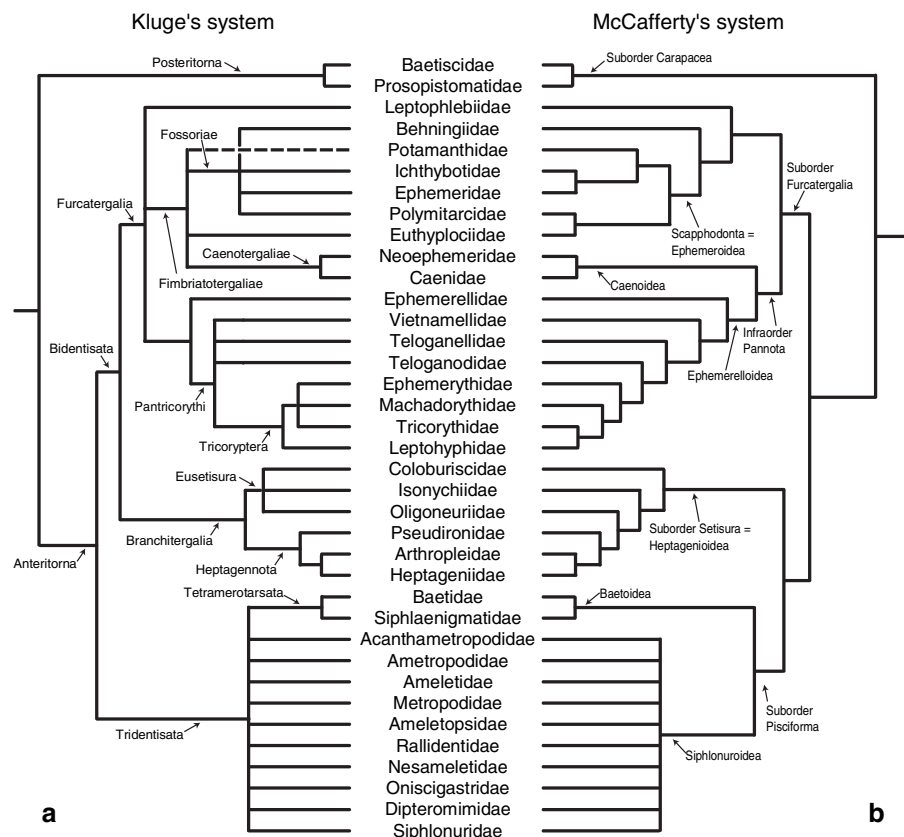 Kluge's system
McCafferty's system
Posteritorna
Fossoriae
Furcatergalia
Caenotergaliae
Fimbriatotergaliae
Bidentisata
Pantricorythi
Tricoryptera
Eusetisura
Branchitergalia
Anteritorna
Heptagennota
Tetramerotarsata
Tridentisata
a
Baetiscidae
Prosopistomatidae
Leptophlebiidae
Behningiidae
Potamanthidae
Ichthybotidae
Ephemeridae
Polymitarcidae
Euthyplociidae
Neoephemeridae
Caenidae
Ephemerellidae
Vietnamellidae
Teloganellidae
Teloganodidae
Ephemerythidae
Machadorythidae
Tricorythidae
Leptohyphidae
Coloburiscidae
Isonychiidae
Oligoneuriidae
Pseudironidae
Arthropleidae
Heptageniidae
Baetidae
Siphlaenigmatidae
Acanthametropodidae
Ametropodidae
Ameletidae
Metropodidae
Ameletopsidae
Rallidentidae
Nesameletidae
Oniscigastridae
Dipteromimidae
Siphlonuridae
Suborder Carapacea
Suborder
Furcatergalia
Scapphodonta =
Ephemeroidea
Caenoidea
Infraorder
Pannota
Ephemerelloidea
Suborder Setisura =
Heptagenioidea
Baetoidea
Suborder
Pisciforma
Siphlonuroidea
b